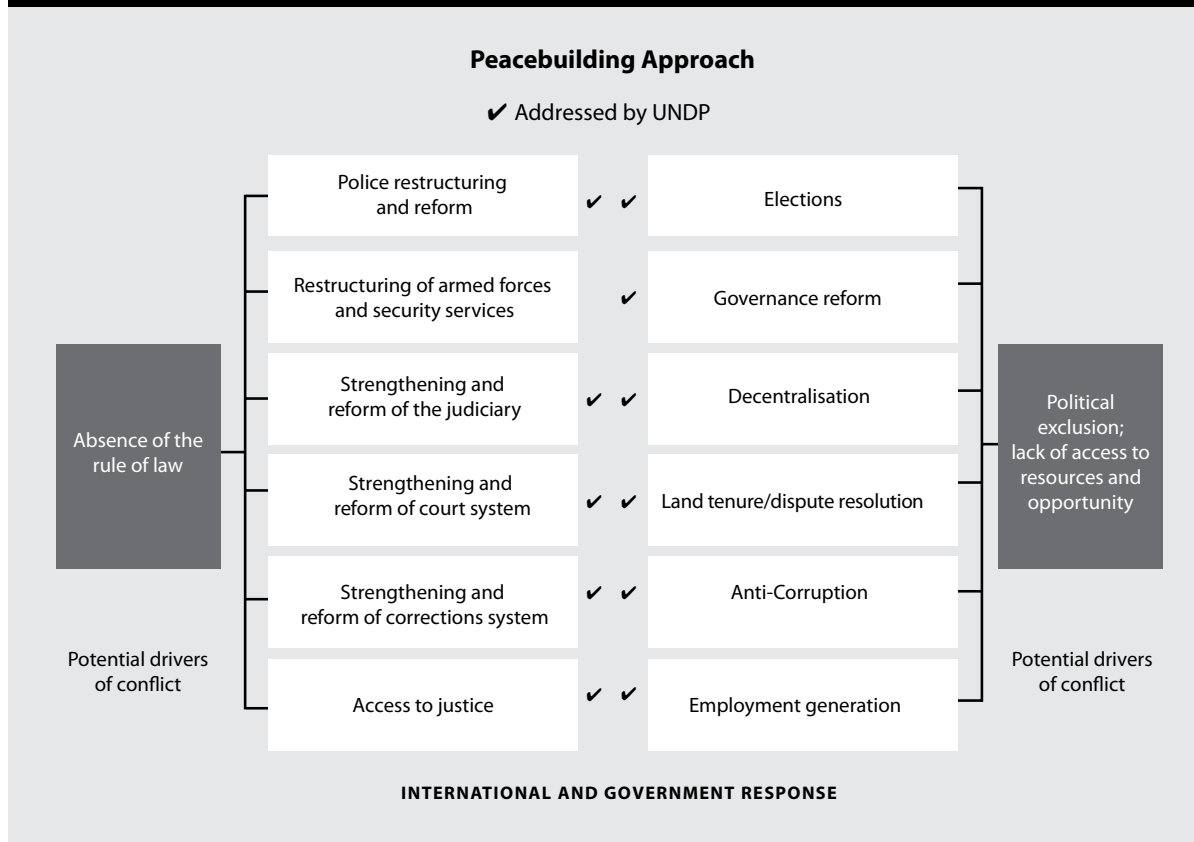 Peacebuilding Approach
✔ Addressed by UNDP
Absence of the
rule of law
Potential drivers
of conflict
Police restructuring
and reform
✔
Restructuring of armed forces
and security services
Strengthening and
reform of the judiciary
✔
Strengthening and
reform of court system
✔
Strengthening and
reform of corrections system
✔
Access to justice
✔
✔
Elections
✔
Governance reform
✔
Decentralisation
✔
Land tenure/dispute resolution
✔
Anti-Corruption
✔
Employment generation
Political
exclusion;
lack of access to
resources and
opportunity
Potential drivers
of conflict
INTERNATIONAL AND GOVERNMENT RESPONSE